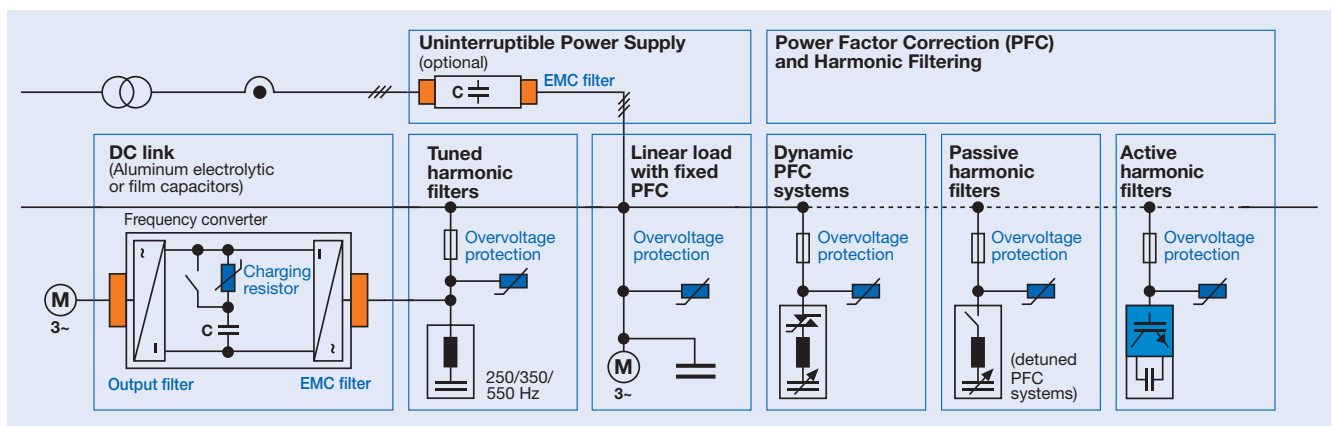 Uninterruptible Power Supply
(optional)
C
EMC filter
Power Factor Correction (PFC)
and Harmonic Filtering
DC link
(Aluminum electrolytic
or film capacitors)
Frequency converter
~
Charging
resistor
C
~
M
3~
Output filter
EMC filter
Tuned
harmonic
filters
Overvoltage
protection
250/350/
550 Hz
Linear load
with fixed
PFC
Overvoltage
protection
M
3~
Dynamic
PFC
systems
Overvoltage
protection
Passive
harmonic
filters
Overvoltage
protection
(detuned
PFC
systems)
Active
harmonic
filters
Overvoltage
protection